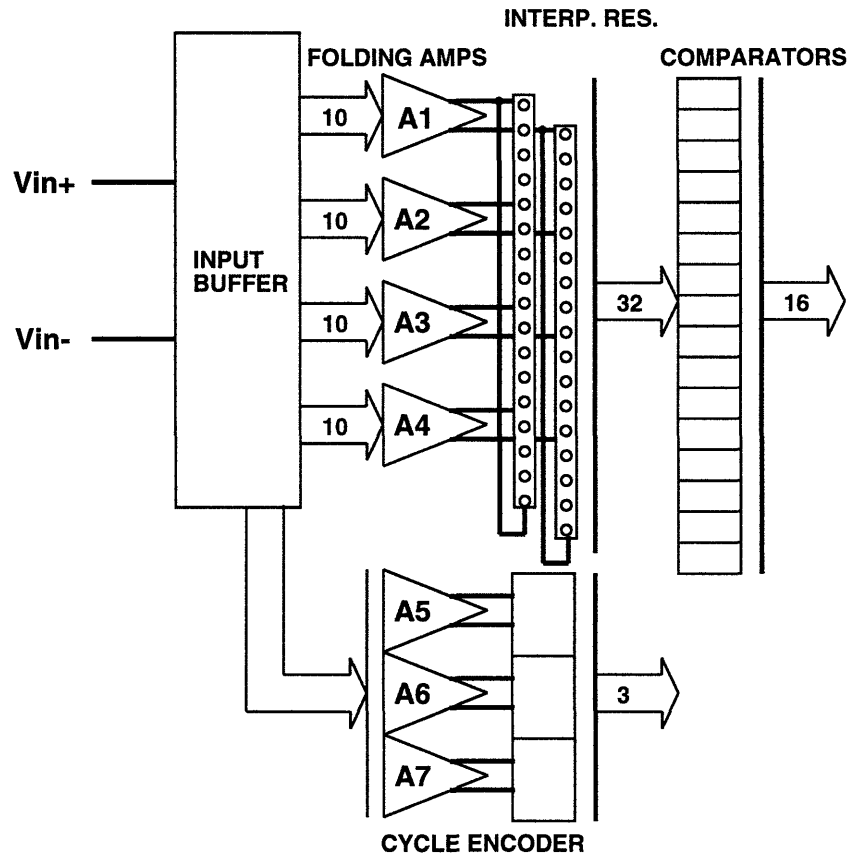 INTERP. RES.
FOLDING AMPS
COMPARATORS
10
A1
Vin+
10
A2
INPUT
BUFFER
32
16
10
A3
Vin-
10
A4
A5
A6
3
A7
CYCLE ENCODER